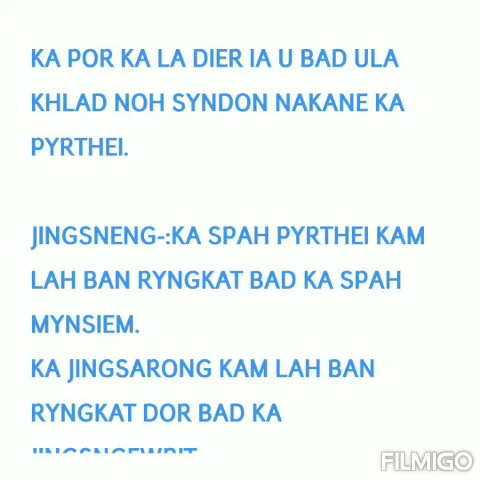 KA POR KA LA DIER IA U BAD ULA
KHLAD NOH SYNDON NAKANE KA
PYRTHEI.
JINGSNENG-:KA SPAH PYRTHEI KAM
LAH BAN RYNGKAT BAD KA SPAH
MYNSIEM.
KA JINGSARONG KAM LAH BAN
RYNGKAT DOR BAD KA
FILMIGO